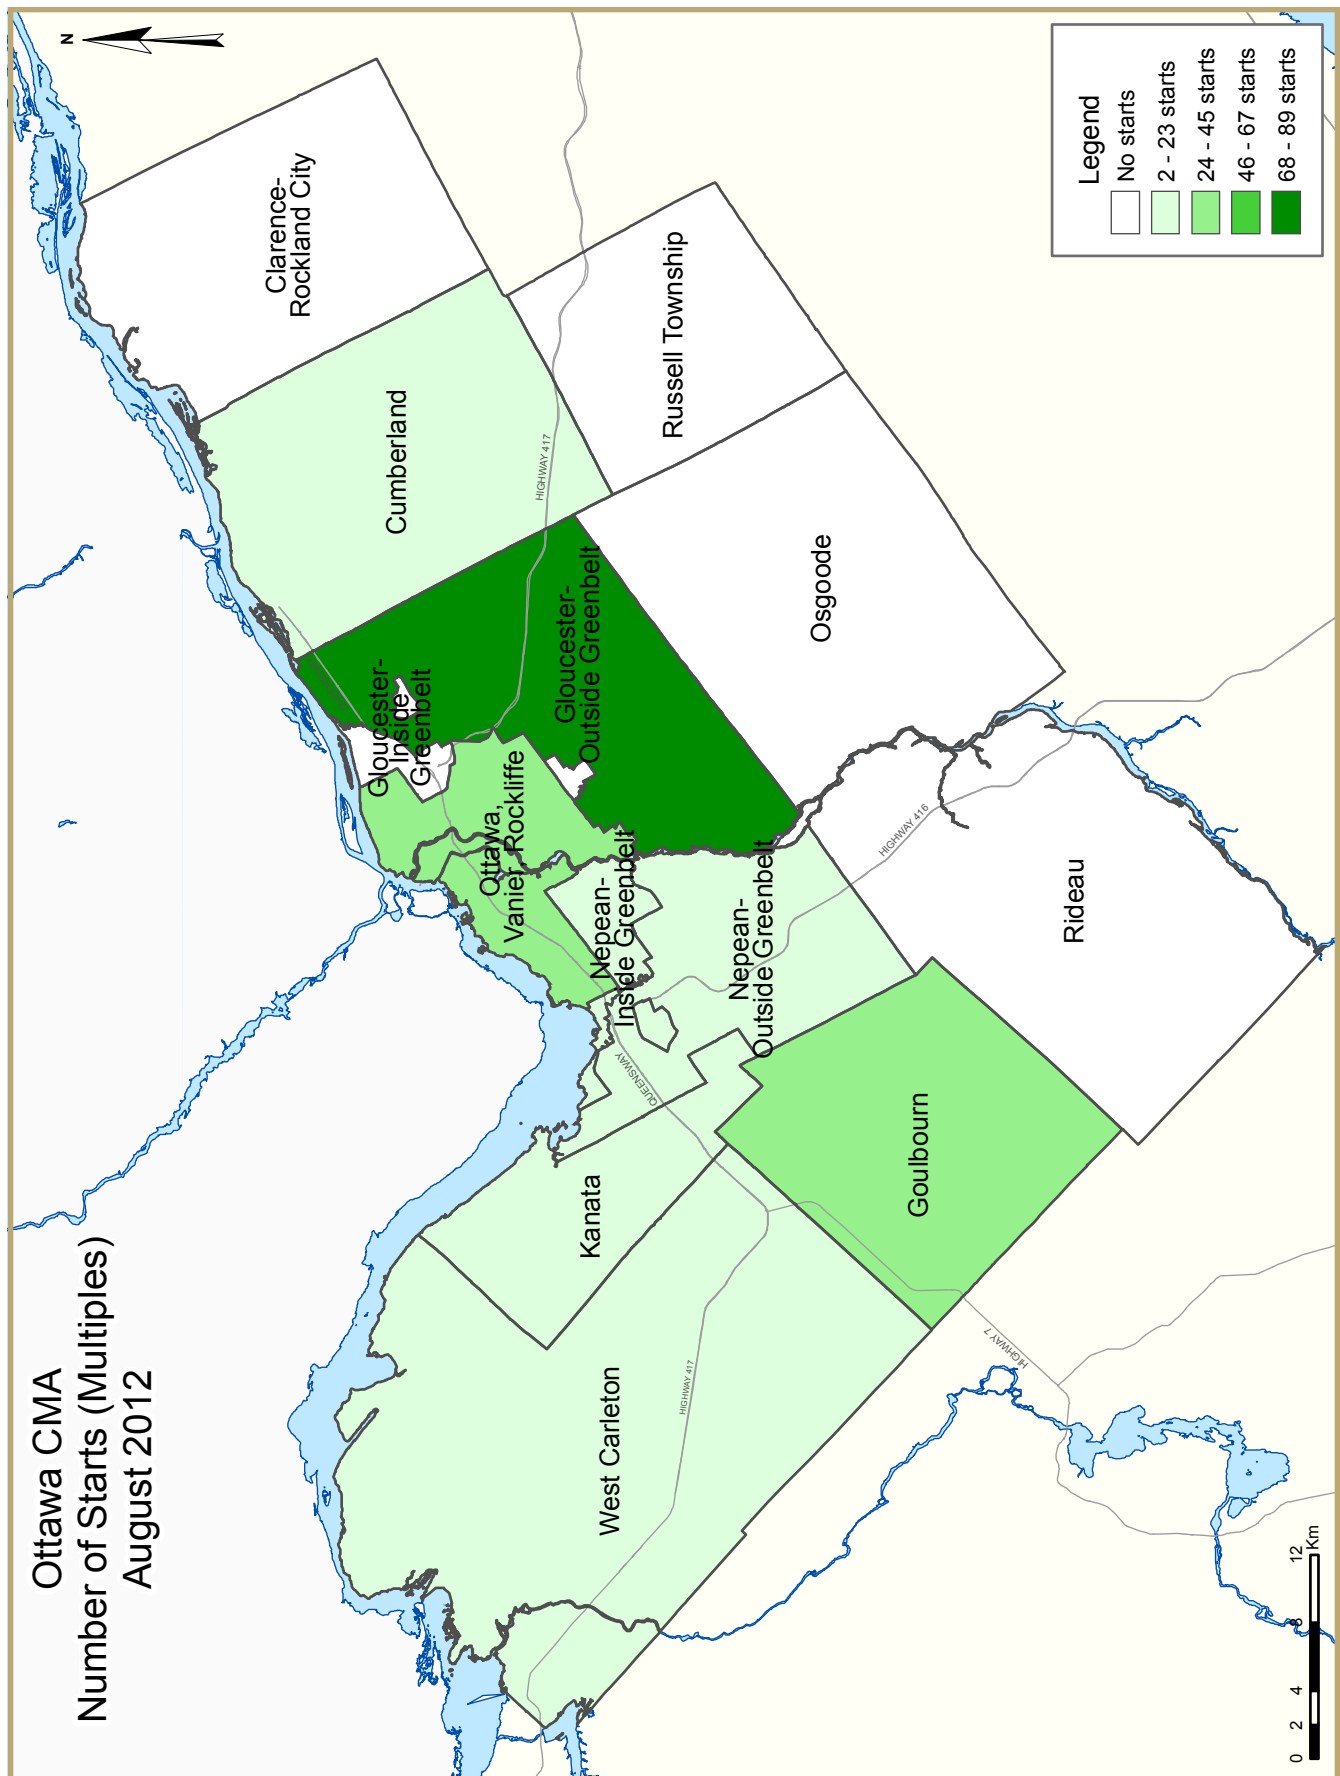 Ottawa CMA
Number of Starts (Multiples)
August 2012
N
Clarence-
Rockland City
Cumberland
Russell Township
HIGHWAY 417
Gloucester-
Inside
Greenbelt
Gloucester-
Outside Greenbelt
Osgoode
Ottawa,
Vanier, Rockliffe
Nepean-
Inside Greenbelt
Nepean-
Outside Greenbelt
HIGHWAY 416
Rideau
QUEENSWAY
Kanata
Goulbourn
West Carleton
HIGHWAY 417
HIGHWAY 7
Legend
No starts
2 - 23 starts
24 - 45 starts
46 - 67 starts
68 - 89 starts
0 2 4 8 12
Km